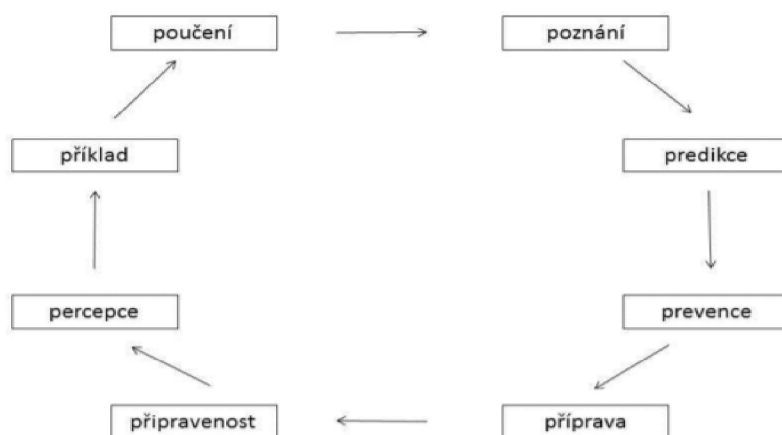 poučení
poznání
příklad
predikce
percepce
prevence
připravenost
příprava